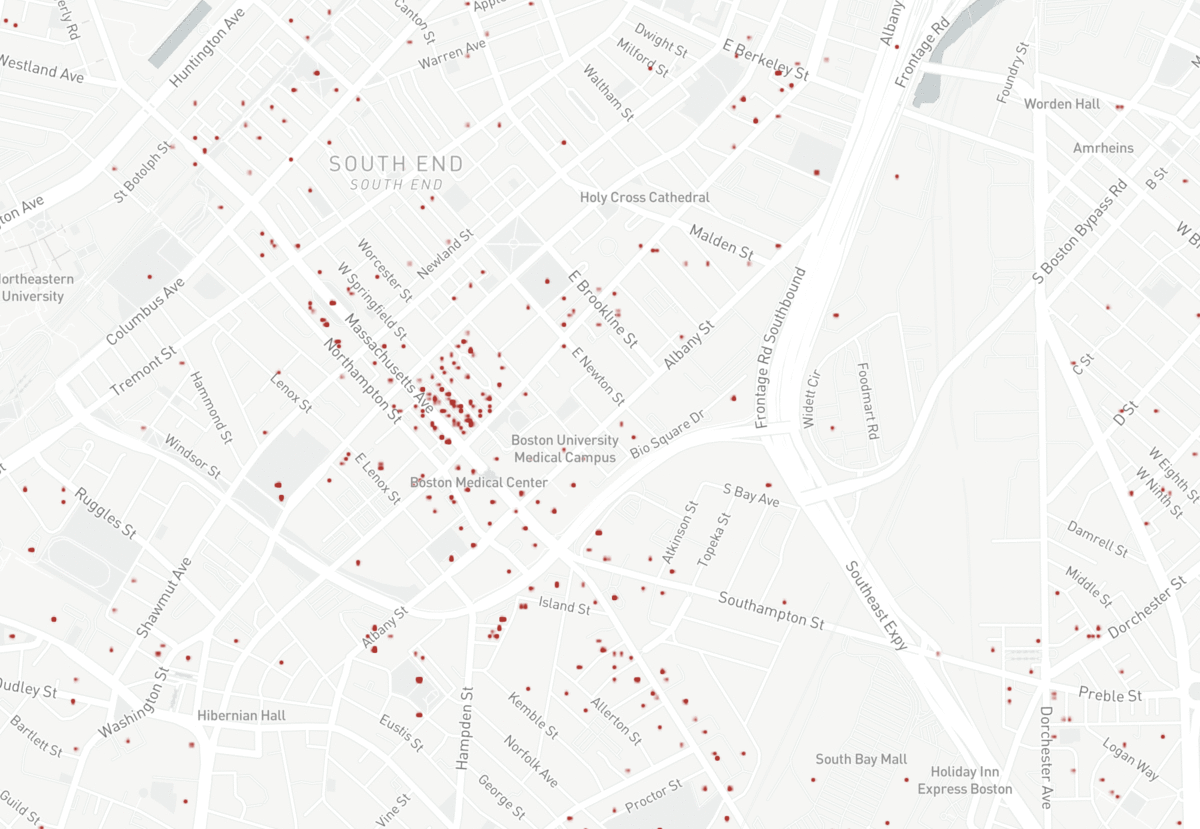 erly Rd
Canton St
Apple
Albany
Frontage Rd
Huntington Ave
Dwight St
Milford St
Warren Ave
E Berkeley St
Westland Ave
Waltham St
Foundry St
Worden Hall
Amrheins
St Botolph St
SOUTH END
SOUTH END
Holy Cross Cathedral
B St
S Boston Bypass Rd
ton Ave
W Br
Malden St
Newland St
Worcester St
W Springfield St
E Brookline St
ortheastern
University
Columbus Ave
Massachusetts Ave
Northampton St
Albany St
Frontage Rd Southbound
Tremont St
E Newton St
C St
Hammond St
Lenox St
Widett Cir
Foodmart Rd
D St
Windsor St
Boston University
Medical Campus
Bio Square Dr
E Lenox St
Boston Medical Center
W Eighth St
W Ninth St
S Bay Ave
Ruggles St
Atkinson St
Topeka St
Damrell St
Shawmut Ave
Middle St
Southeast Expy
Island St
Southampton St
Dorchester St
Albany St
Dudley St
Washington St
Hibernian Hall
Hampden St
Kemble St
Allerton St
Preble St
Bartlett St
Eustis St
Norfolk Ave
Dorchester Ave
Logan Way
South Bay Mall
Holiday Inn
Express Boston
George St
Proctor St
Vine St
Guild St